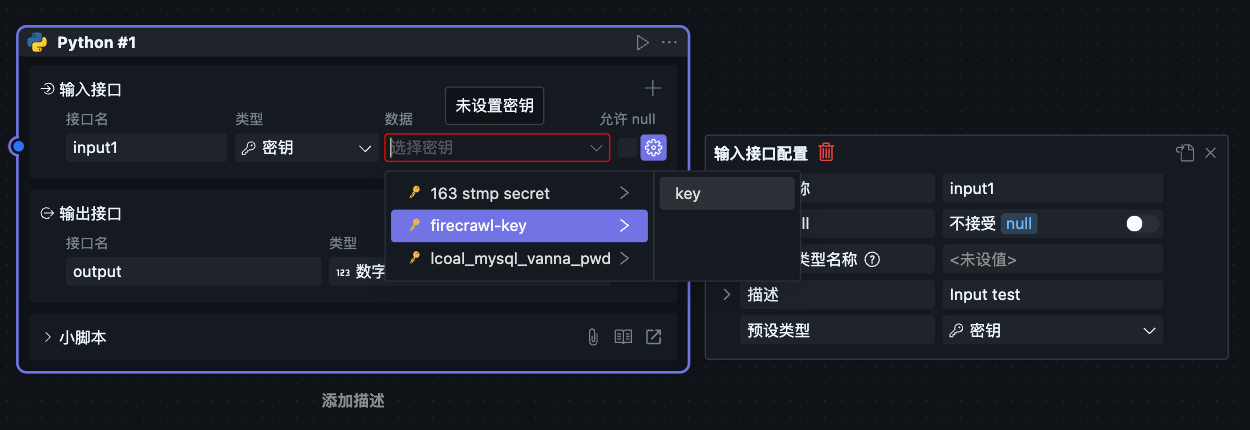 Python #1
输入接口
未设置密钥
接口名 类型 数据 允许 null
input1 密钥 选择密钥
163 stmp secret
firecrawl-key
lcoal_mysql_vanna_pwd
key
输出接口
接口名 类型
output 123 数字
小脚本
添加描述
输入接口配置
称 input1
ll 不接受 null
类型名称 ? <未设值>
描述 Input test
预设类型 密钥